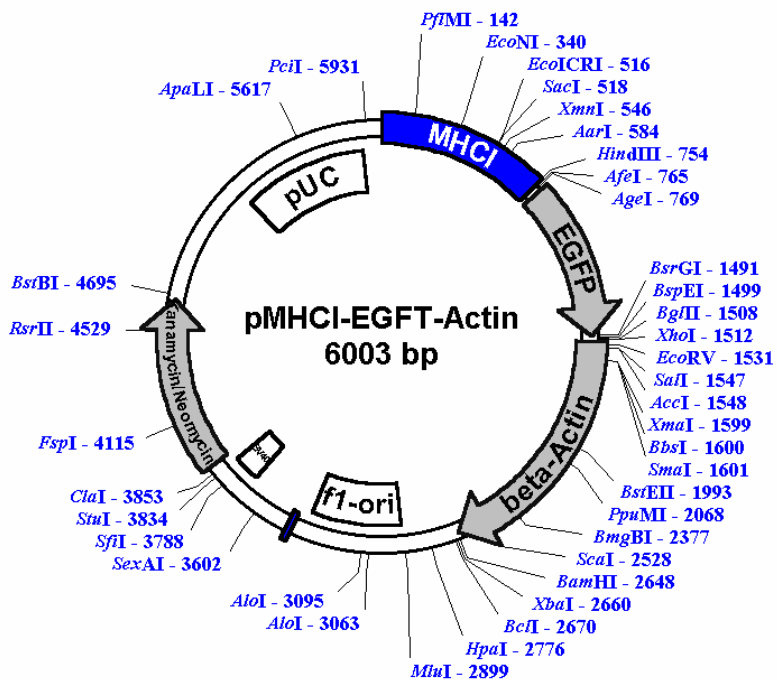 PflMI - 142
EcoNI - 340
EcoICRI - 516
SacI - 518
XmnI - 546
AarI - 584
HindIII - 754
AfeI - 765
AgeI - 769
BsrGI - 1491
BspEI - 1499
BglII - 1508
XhoI - 1512
EcoRV - 1531
SalI - 1547
AccI - 1548
XmaI - 1599
BbsI - 1600
SmaI - 1601
BstEII - 1993
PpuMI - 2068
BmgBI - 2377
ScaI - 2528
BamHI - 2648
XbaI - 2660
BclI - 2670
HpaI - 2776
MluI - 2899
AloI - 3063
AloI - 3095
SexAI - 3602
SfiI - 3788
StuI - 3834
ClaI - 3853
FspI - 4115
RsrII - 4529
BstBI - 4695
ApaLI - 5617
PciI - 5931
MHCI
EGFP
beta-Actin
f1-ori
SV40
anamycin/Neomycin
pUC
pMHCI-EGFT-Actin
6003 bp